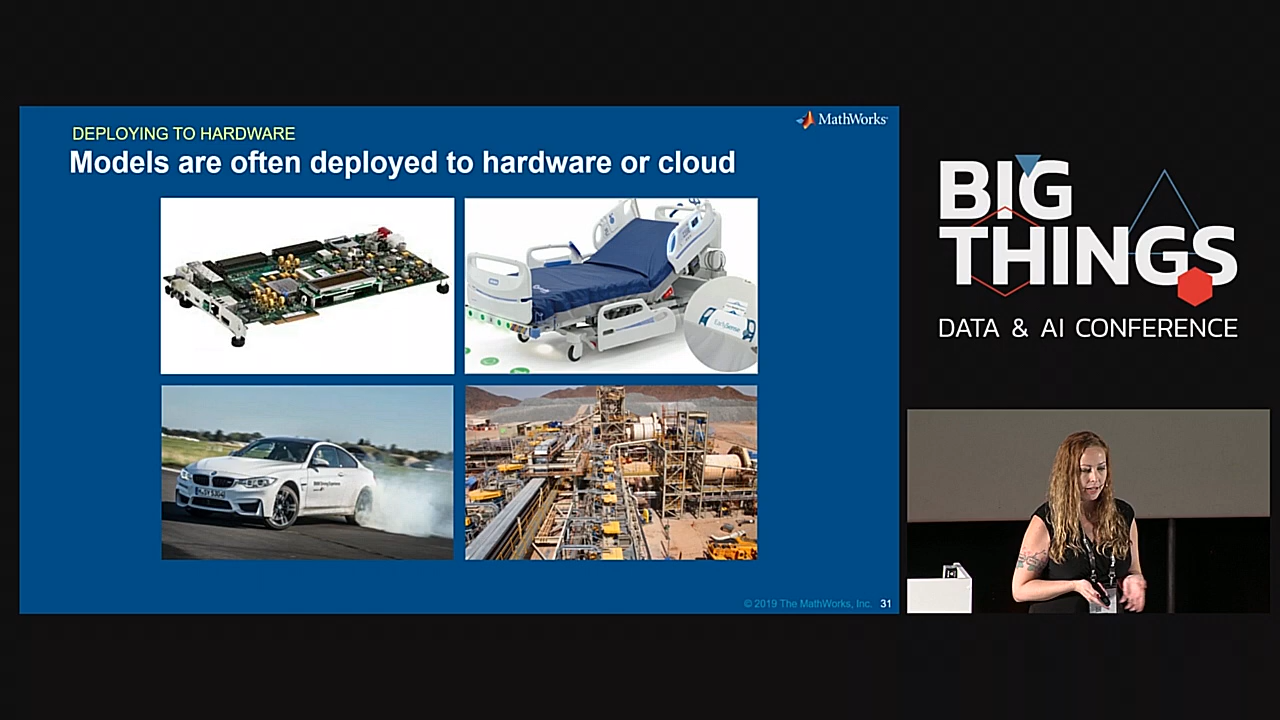 DEPLOYING TO HARDWARE
MathWorks
Models are often deployed to hardware or cloud
EarlySense
© 2019 The MathWorks, Inc. 31
BIG
THINGS
DATA & AI CONFERENCE